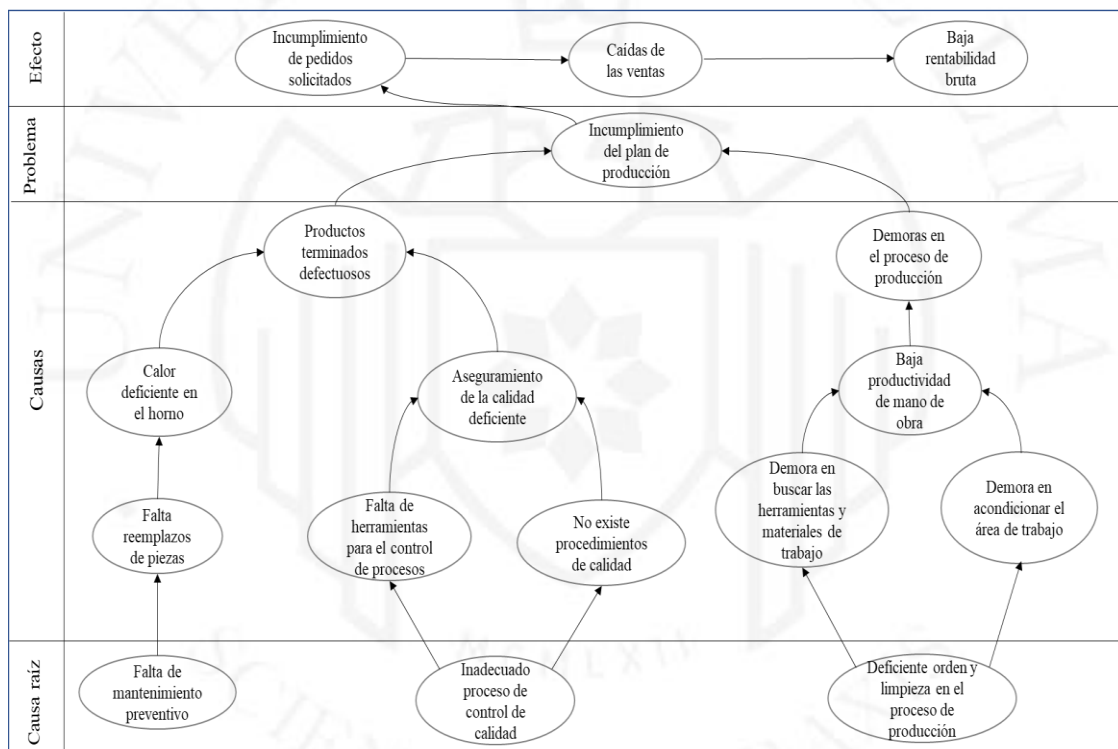 Efecto
Incumplimiento
de pedidos
solicitados
Caídas de
las ventas
Baja
rentabilidad
bruta
Problema
Incumplimiento
del plan de
producción
Causas
Productos
terminados
defectuosos
Demoras en
el proceso de
producción
Calor
deficiente en
el horno
Aseguramiento
de la calidad
deficiente
Baja
productividad
de mano de
obra
Falta
reemplazos
de piezas
Falta de
herramientas
para el control
de procesos
No existe
procedimientos
de calidad
Demora en
buscar las
herramientas y
materiales de
trabajo
Demora en
acondicionar el
área de trabajo
Causa raíz
Falta de
mantenimiento
preventivo
Inadecuado
proceso de
control de
calidad
Deficiente orden y
limpieza en el
proceso de
producción